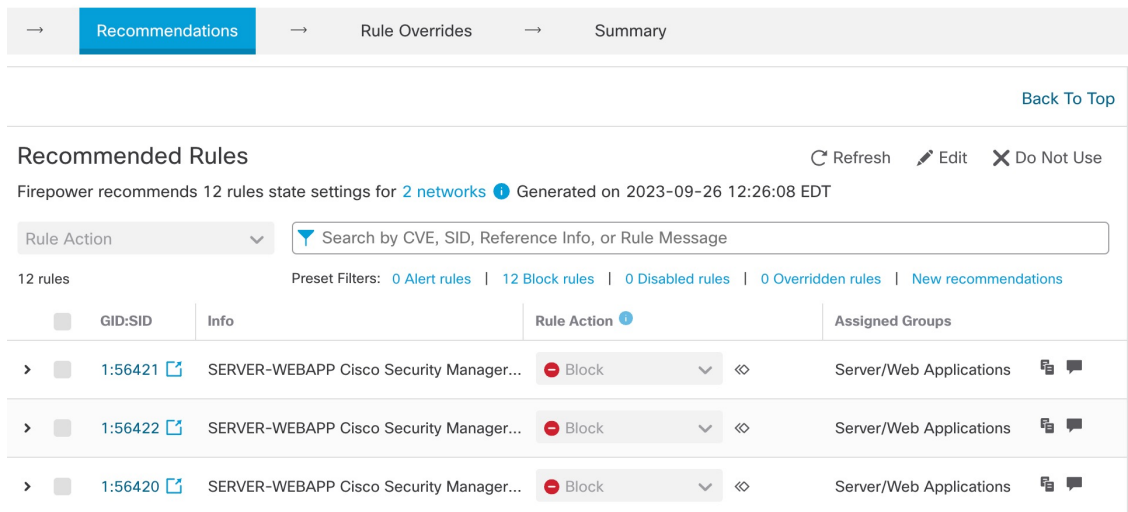 → Recommendations → Rule Overrides → Summary
Back To Top
Recommended Rules Refresh Edit Do Not Use
Firepower recommends 12 rules state settings for 2 networks Generated on 2023-09-26 12:26:08 EDT
Rule Action Search by CVE, SID, Reference Info, or Rule Message
12 rules Preset Filters: 0 Alert rules | 12 Block rules | 0 Disabled rules | 0 Overridden rules | New recommendations
GID:SID Info Rule Action Assigned Groups
1:56421 SERVER-WEBAPP Cisco Security Manager... Block Server/Web Applications
1:56422 SERVER-WEBAPP Cisco Security Manager... Block Server/Web Applications
1:56420 SERVER-WEBAPP Cisco Security Manager... Block Server/Web Applications